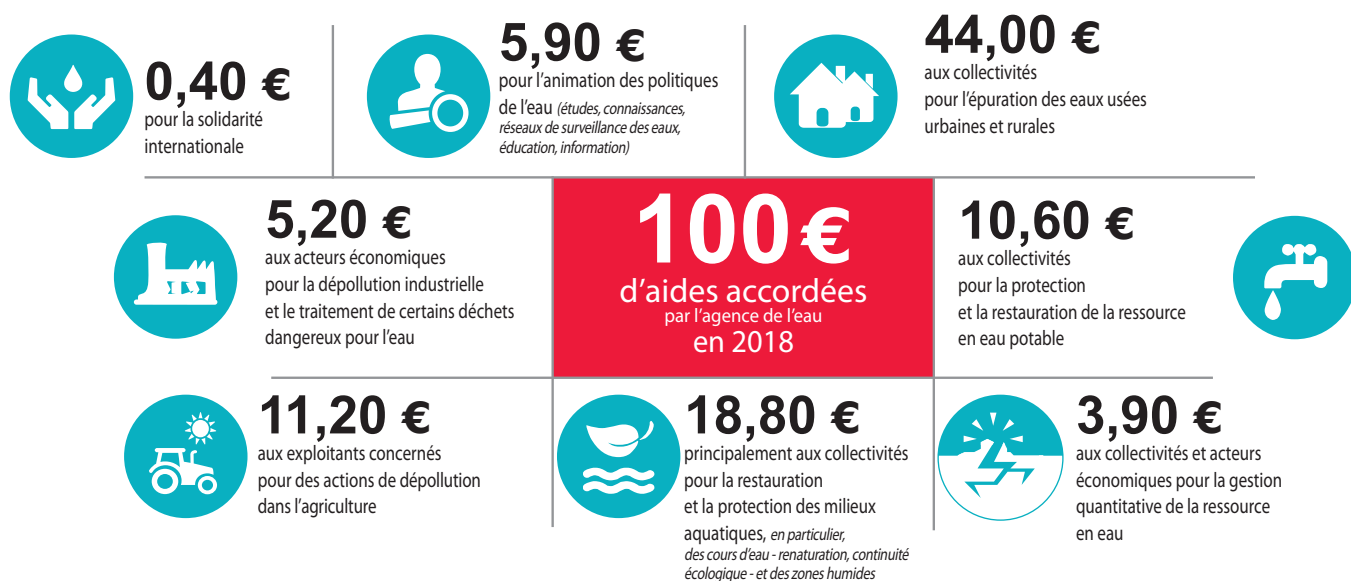 0,40 €
pour la solidarité
internationale
5,90 €
pour l'animation des politiques
de l'eau (études, connaissances,
réseaux de surveillance des eaux,
éducation, information)
44,00 €
aux collectivités
pour l'épuration des eaux usées
urbaines et rurales
5,20 €
aux acteurs économiques
pour la dépollution industrielle
et le traitement de certains déchets
dangereux pour l'eau
100 €
d'aides accordées
par l'agence de l'eau
en 2018
10,60 €
aux collectivités
pour la protection
et la restauration de la ressource
en eau potable
11,20 €
aux exploitants concernés
pour des actions de dépollution
dans l'agriculture
18,80 €
principalement aux collectivités
pour la restauration
et la protection des milieux
aquatiques, en particulier,
des cours d'eau - renaturation, continuité
écologique - et des zones humides
3,90 €
aux collectivités et acteurs
économiques pour la gestion
quantitative de la ressource
en eau